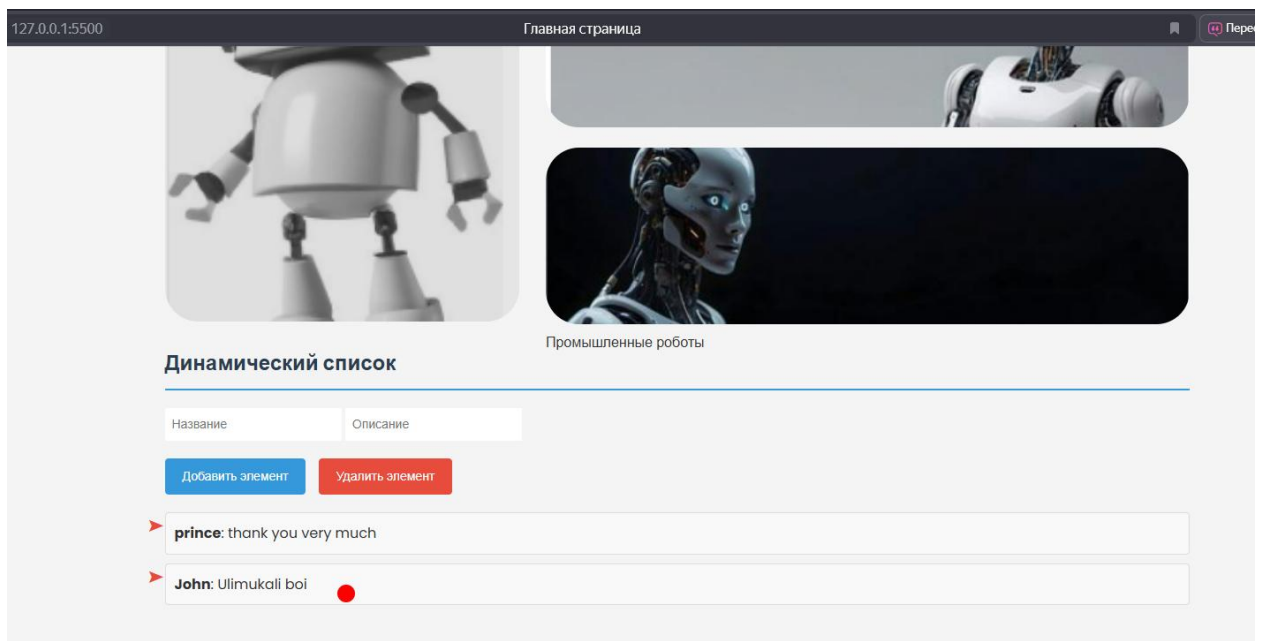 127.0.0.1:5500 Главная страница
Промышленные роботы
Динамический список
Название Описание
Добавить элемент Удалить элемент
prince: thank you very much
John: Ulimukali boi